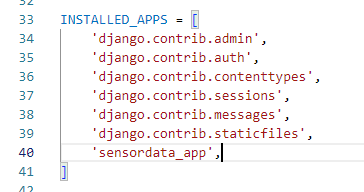 32
33 INSTALLED_APPS = [
34     'django.contrib.admin',
35     'django.contrib.auth',
36     'django.contrib.contenttypes',
37     'django.contrib.sessions',
38     'django.contrib.messages',
39     'django.contrib.staticfiles',
40     'sensordata_app',
41 ]